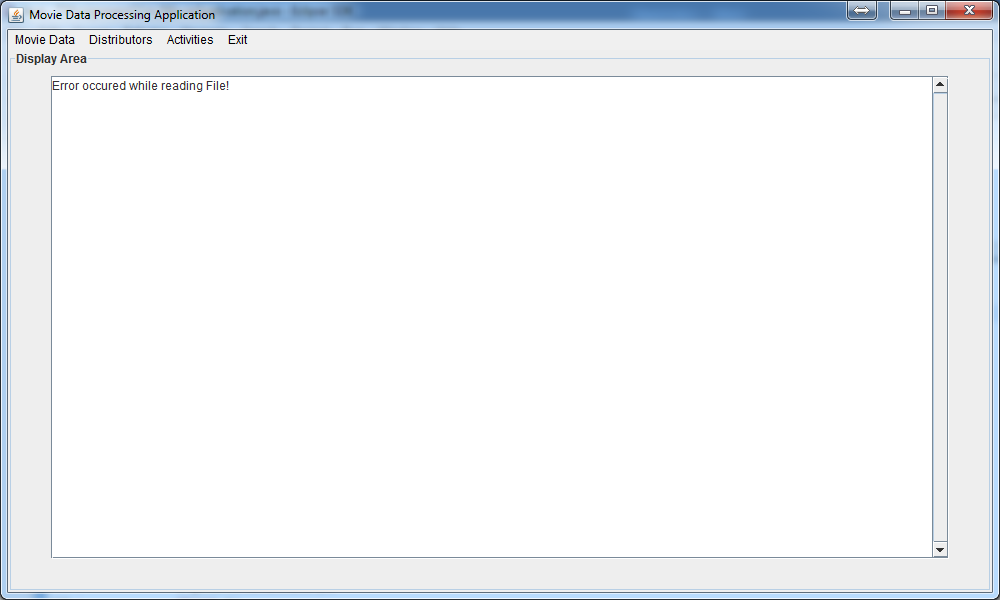 Movie Data Processing Application
Movie Data Distributors Activities Exit
Display Area
Error occured while reading File!